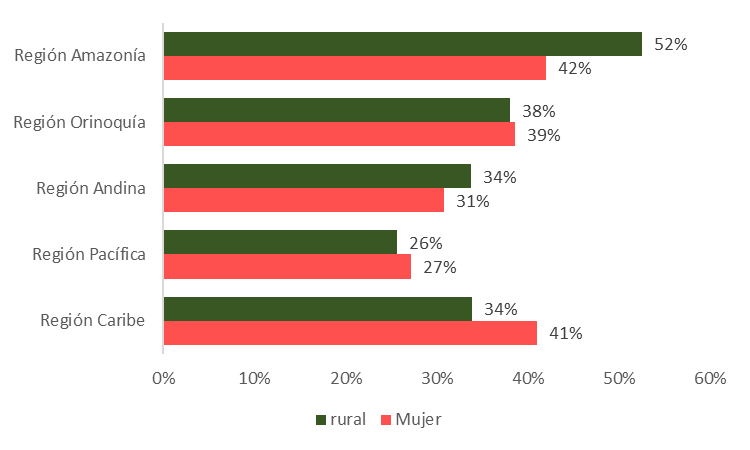 Región Amazonía
52%
42%
Región Orinoquía
38%
39%
Región Andina
34%
31%
Región Pacífica
26%
27%
Región Caribe
34%
41%
0% 10% 20% 30% 40% 50% 60%
rural Mujer